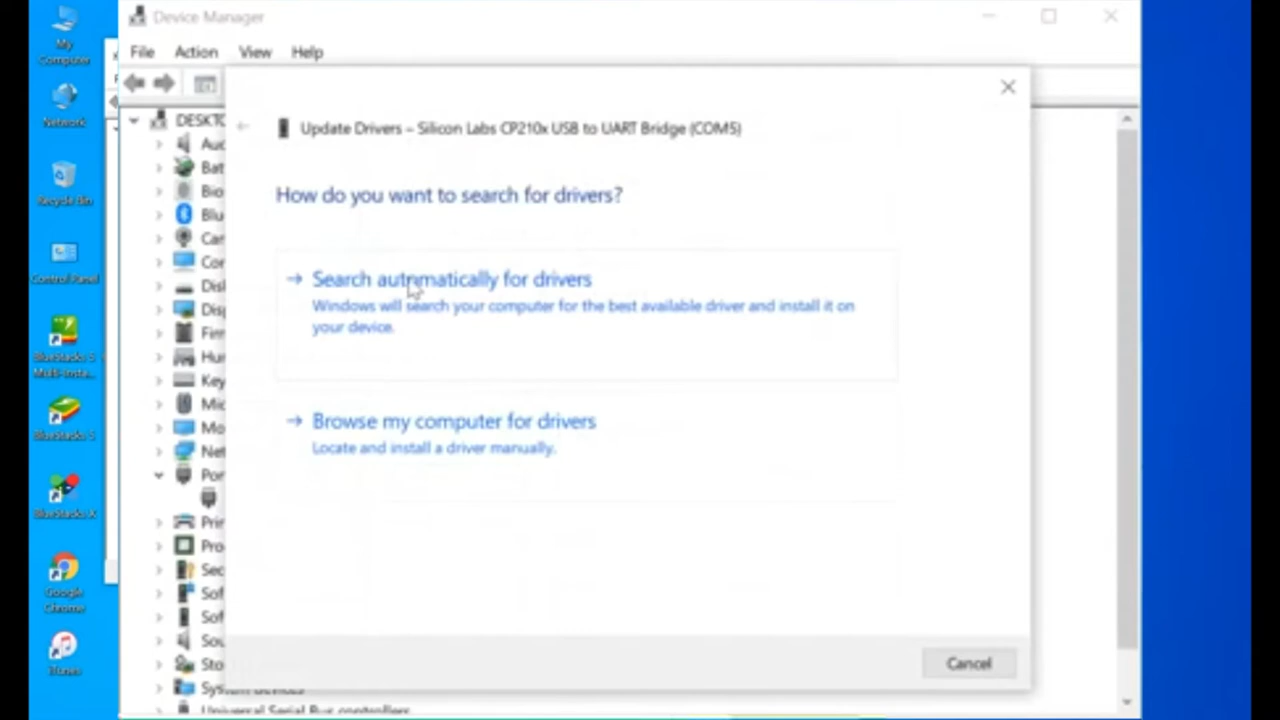 My
Computer
Network
Recycle Bin
Control Panel
BlueStacks 5
Multi-Insta...
BlueStacks 5
BlueStacks X
Google
Chrome
iTunes
Device Manager
File Action View Help
DESKTO
Update Drivers – Silicon Labs CP210x USB to UART Bridge (COM5)
How do you want to search for drivers?
Search automatically for drivers
Windows will search your computer for the best available driver and install it on
your device.
Browse my computer for drivers
Locate and install a driver manually.
Cancel
Aud
Bat
Bio
Blu
Car
Cor
Disl
Disp
Firr
Hur
Key
Mic
Mo
Net
Por
Prin
Pro
Sec
Sof
Sof
Sou
Sto
System devices
Universal Serial Bus controllers